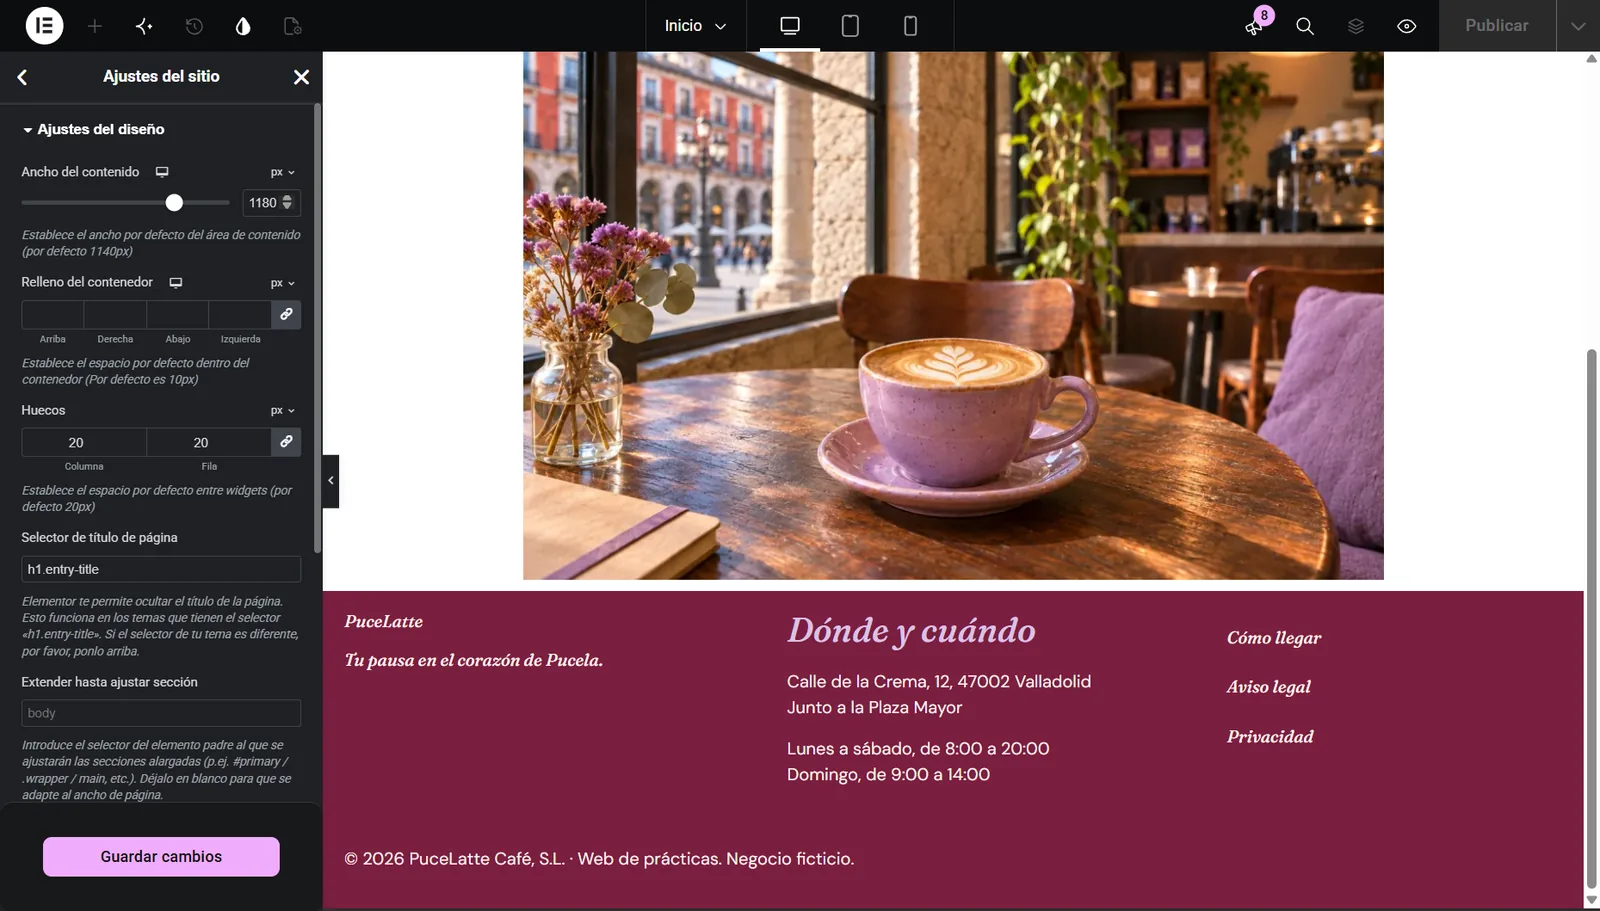 Inicio
8
Publicar
Ajustes del sitio
Ajustes del diseño
Ancho del contenido
px
1180
Establece el ancho por defecto del área de contenido
(por defecto 1140px)
Relleno del contenedor
px
Arriba Derecha Abajo Izquierda
Establece el espacio por defecto dentro del
contenedor (Por defecto es 10px)
Huecos
px
20 20
Columna Fila
Establece el espacio por defecto entre widgets (por
defecto 20px)
Selector de título de página
h1.entry-title
Elementor te permite ocultar el título de la página.
Esto funciona en los temas que tienen el selector
«h1.entry-title». Si el selector de tu tema es diferente,
por favor, ponlo arriba.
Extender hasta ajustar sección
body
Introduce el selector del elemento padre al que se
ajustarán las secciones alargadas (p.ej. #primary /
.wrapper / main, etc.). Déjalo en blanco para que se
adapte al ancho de página.
Guardar cambios
PuceLatte
Tu pausa en el corazón de Pucela.
Dónde y cuándo
Calle de la Crema, 12, 47002 Valladolid
Junto a la Plaza Mayor
Lunes a sábado, de 8:00 a 20:00
Domingo, de 9:00 a 14:00
Cómo llegar
Aviso legal
Privacidad
© 2026 PuceLatte Café, S.L. · Web de prácticas. Negocio ficticio.